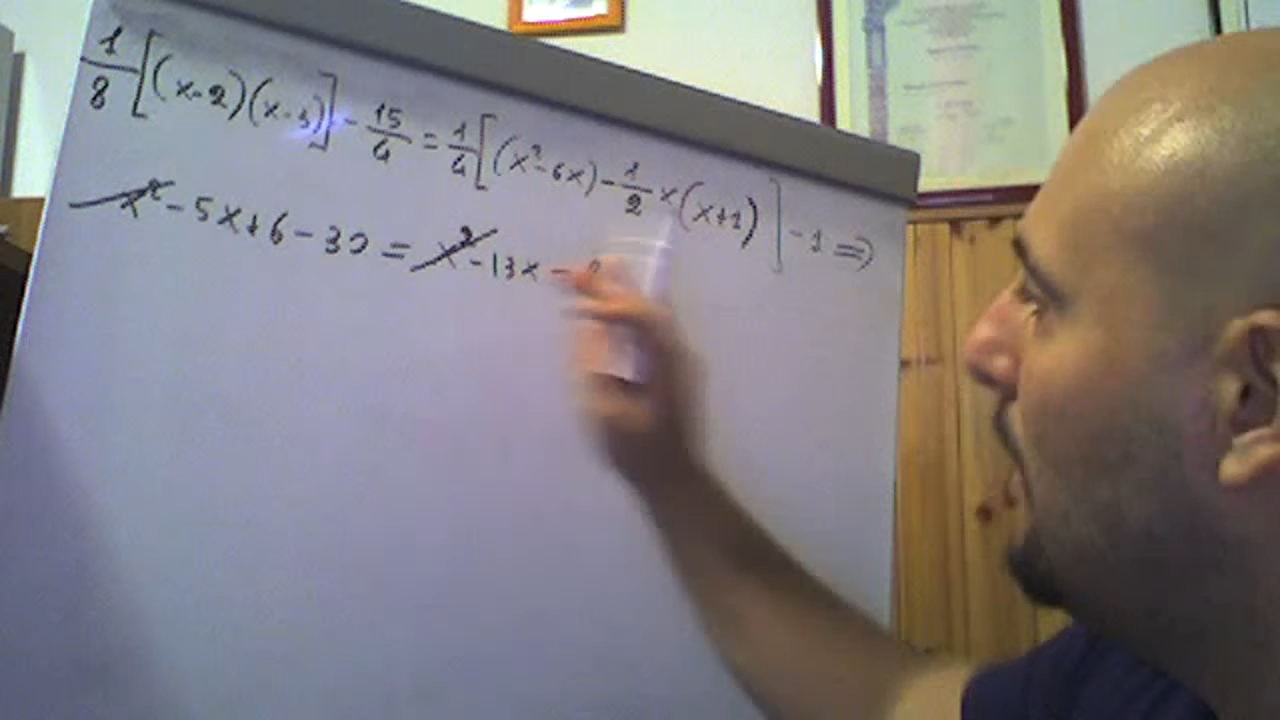 1/8 [(x-2)(x-3)] - 15/4 = 1/4 [(x²-6x) - 1/2 x(x+1)] - 1 =>
x² - 5x + 6 - 30 = x² - 13x -